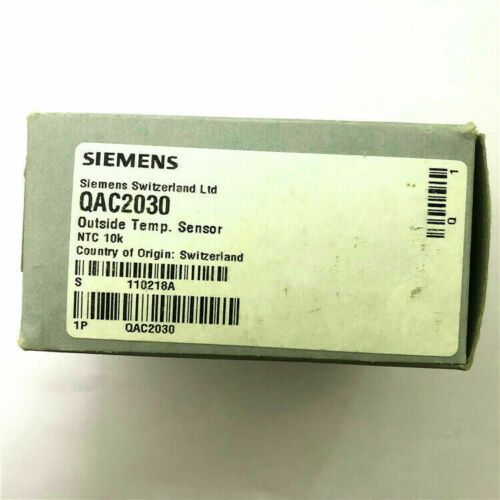 SIEMENS
Siemens Switzerland Ltd
QAC2030
Outside Temp. Sensor
NTC 10k
Country of Origin: Switzerland
S 110218A
1P QAC2030
Q 1